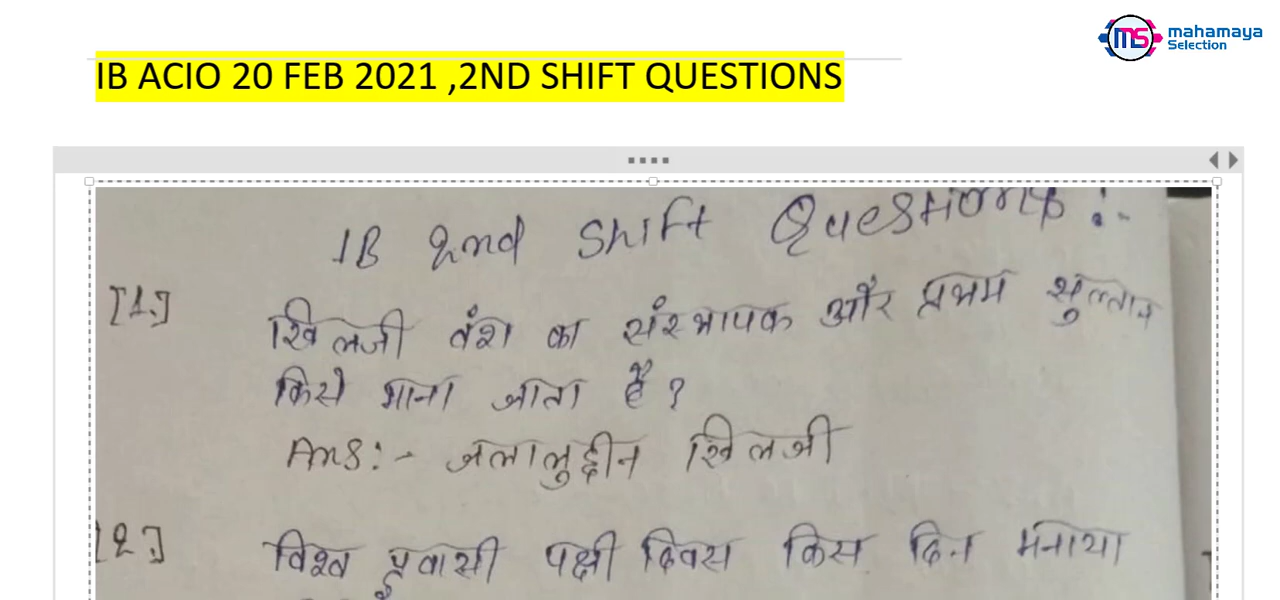 mahamaya
Selection
IB ACIO 20 FEB 2021 ,2ND SHIFT QUESTIONS
IB 2nd Shift Questions :-
[1.] खिलजी वंश का संस्थापक और प्रथम सुल्तान
किसे माना जाता है ?
Ans :- जलालुद्दीन खिलजी
[2.] विश्व प्रवासी पक्षी दिवस किस दिन मनाया